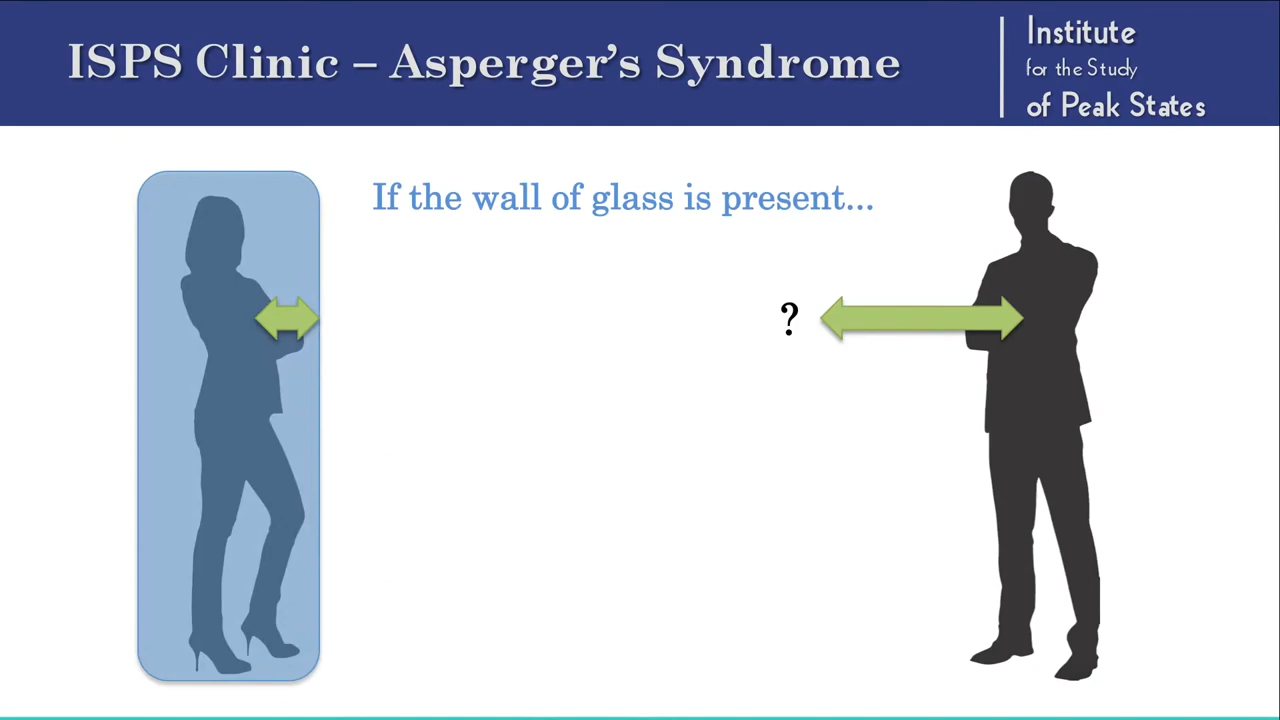 ISPS Clinic – Asperger’s Syndrome
Institute
for the Study
of Peak States
If the wall of glass is present...
?